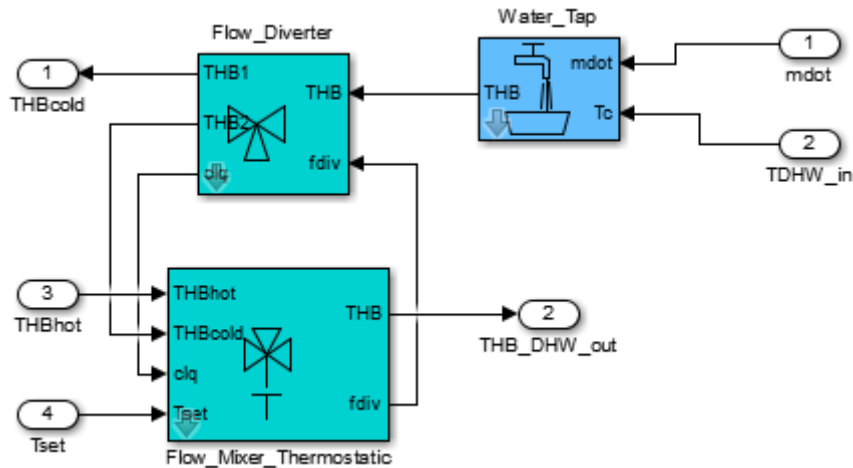 Flow_Diverter
Water_Tap
1
THBcold
THB1
THB2
clq
THB
fdiv
THB
mdot
Tc
1
mdot
2
TDHW_in
3
THBhot
4
Tset
THBhot
THBcold
clq
Tset
THB
fdiv
2
THB_DHW_out
Flow_Mixer_Thermostatic